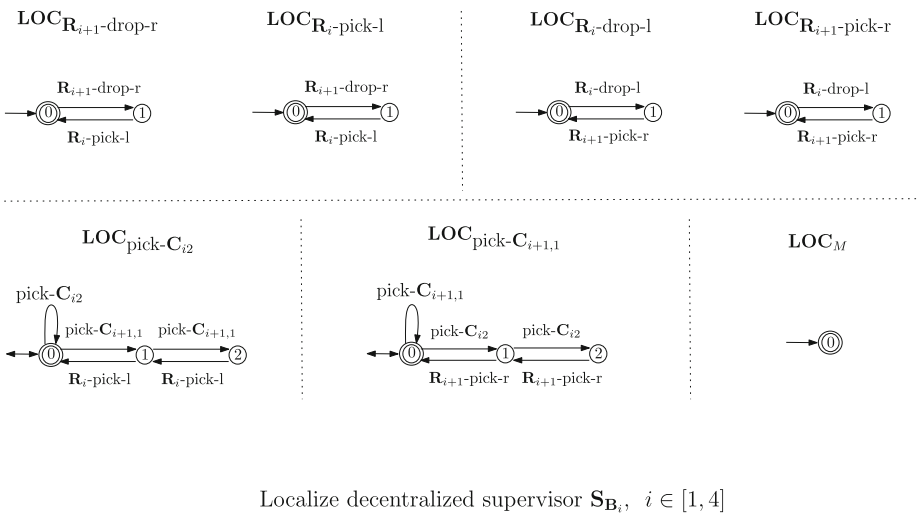 LOC_{R_{i+1}-drop-r} LOC_{R_i-pick-l} LOC_{R_i-drop-l} LOC_{R_{i+1}-pick-r}
R_{i+1}-drop-r R_{i+1}-drop-r R_i-drop-l R_i-drop-l
0 1 0 1 0 1 0 1
R_i-pick-l R_i-pick-l R_{i+1}-pick-r R_{i+1}-pick-r
LOC_{pick-C_{i2}} LOC_{pick-C_{i+1,1}} LOC_M
pick-C_{i2} pick-C_{i+1,1}
pick-C_{i+1,1} pick-C_{i+1,1} pick-C_{i2} pick-C_{i2}
0 1 2 0 1 2 0
R_i-pick-l R_i-pick-l R_{i+1}-pick-r R_{i+1}-pick-r
Localize decentralized supervisor S_{B_i}, i ∈ [1, 4]